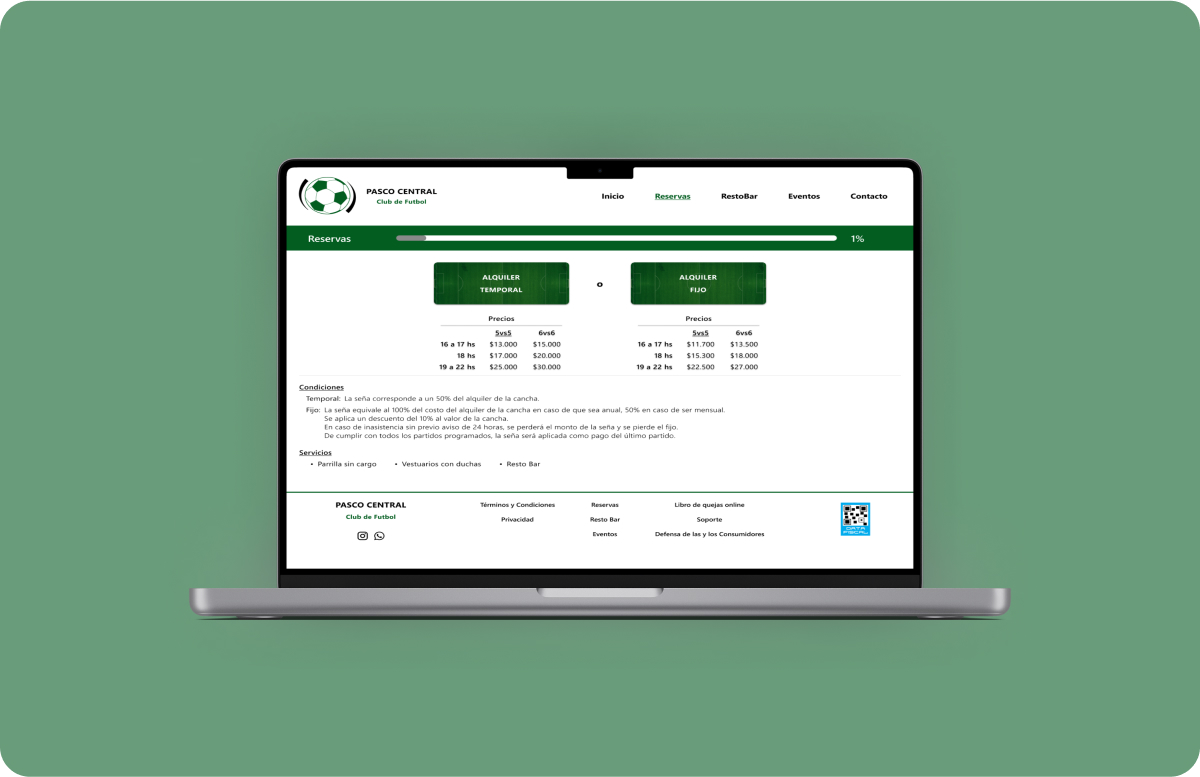 PASCO CENTRAL
Club de Futbol
Inicio
Reservas
RestoBar
Eventos
Contacto
Reservas
1%
ALQUILER
TEMPORAL
o
ALQUILER
FIJO
Precios
5vs5 6vs6
16 a 17 hs $13.000 $15.000
18 hs $17.000 $20.000
19 a 22 hs $25.000 $30.000
Precios
5vs5 6vs6
16 a 17 hs $11.700 $13.500
18 hs $15.300 $18.000
19 a 22 hs $22.500 $27.000
Condiciones
Temporal: La seña corresponde a un 50% del alquiler de la cancha.
Fijo: La seña equivale al 100% del costo del alquiler de la cancha en caso de que sea anual, 50% en caso de ser mensual.
Se aplica un descuento del 10% al valor de la cancha.
En caso de inasistencia sin previo aviso de 24 horas, se perderá el monto de la seña y se pierde el fijo.
De cumplir con todos los partidos programados, la seña será aplicada como pago del último partido.
Servicios
• Parrilla sin cargo • Vestuarios con duchas • Resto Bar
PASCO CENTRAL
Club de Futbol
Términos y Condiciones
Privacidad
Reservas
Resto Bar
Eventos
Libro de quejas online
Soporte
Defensa de las y los Consumidores
DATA
FISCAL